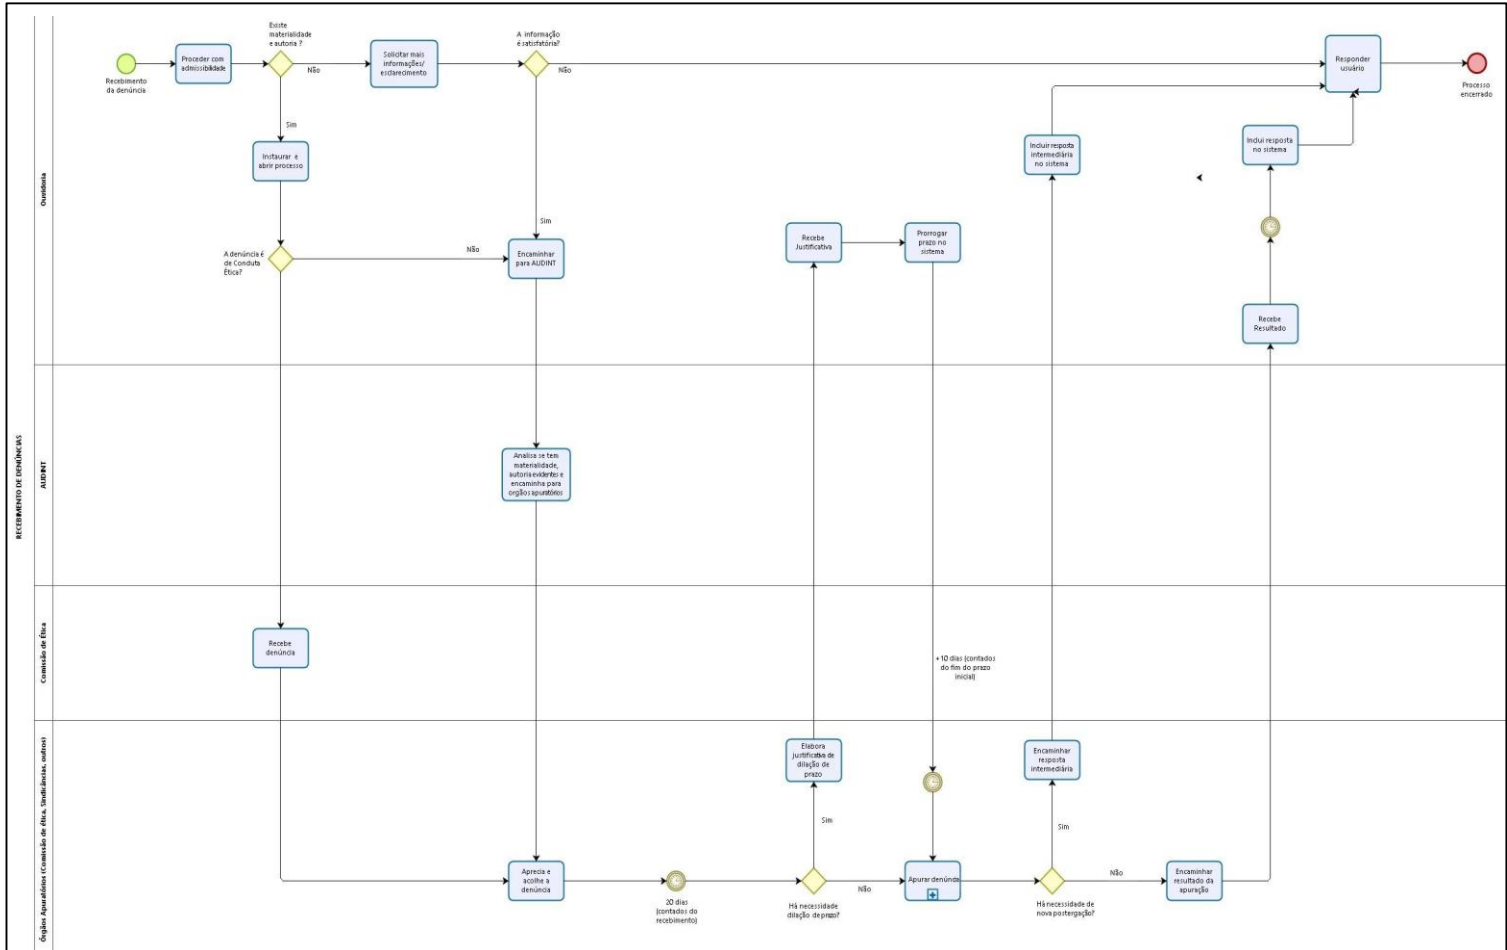 RECEBIMENTO DE DENÚNCIAS
Ouvidoria
Recebimento
da denúncia
Proceder com
admissibilidade
Existe
materialidade
e autoria ?
Não
Sim
Solicitar mais
informações/
esclarecimento
A informação
é satisfatória?
Não
Sim
Responder
usuário
Processo
encerrado
Instaurar e
abrir processo
A denúncia é
de Conduta
Ética?
Não
Encaminhar
para AUDINT
Recebe
Justificativa
Prorrogar
prazo no
sistema
Incluir resposta
intermediária
no sistema
Inclui resposta
no sistema
Recebe
Resultado
AUDINT
Analisa se tem
materialidade,
autoria evidentes e
encaminha para
orgãos apuratórios
Comissão de Ética
Recebe
denúncia
+ 10 dias (contados
do fim do prazo
inicial)
Órgãos Apuratórios (Comissão de ética, Sindicâncias, outros)
Aprecia e
acolhe a
denúncia
20 dias
(contados do
recebimento)
Elabora
justificativa de
dilação de
prazo
Sim
Há necessidade
dilação de prazo?
Não
Apurar denúnde
Encaminhar
resposta
intermediária
Sim
Há necessidade de
nova postergação?
Não
Encaminhar
resultado da
apuração